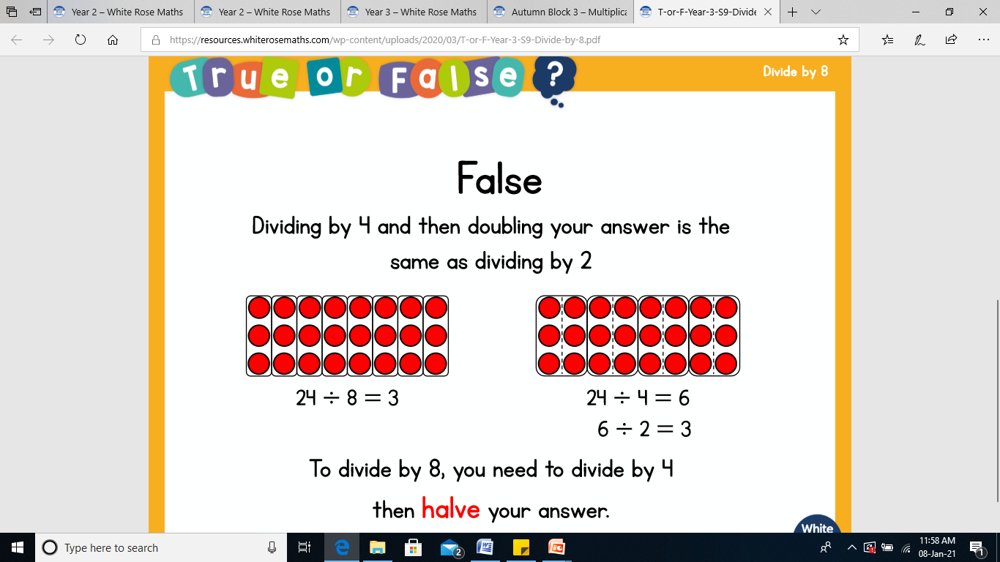 Year 2 – White Rose Maths
Year 2 – White Rose Maths
Year 3 – White Rose Maths
Autumn Block 3 – Multiplica
T-or-F-Year-3-S9-Divide
https://resources.whiterosemaths.com/wp-content/uploads/2020/03/T-or-F-Year-3-S9-Divide-by-8.pdf
True or False?
Divide by 8
False
Dividing by 4 and then doubling your answer is the
same as dividing by 2
24 ÷ 8 = 3
24 ÷ 4 = 6
6 ÷ 2 = 3
To divide by 8, you need to divide by 4
then halve your answer.
White
Type here to search
2
11:58 AM
08-Jan-21
1